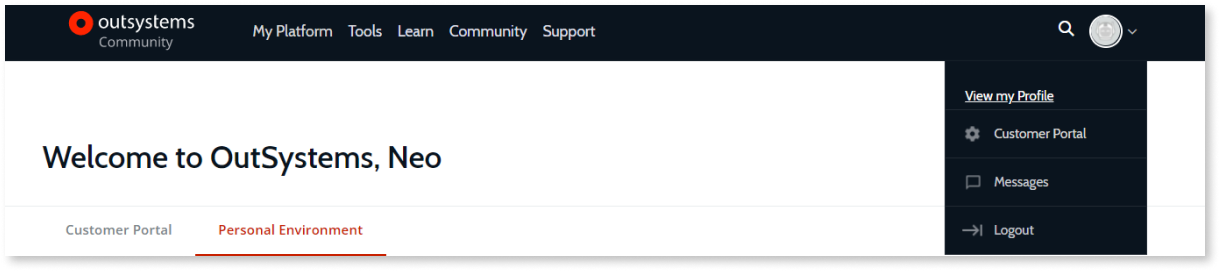 outsystems
Community
My Platform Tools Learn Community Support
View my Profile
Customer Portal
Messages
Logout
Welcome to OutSystems, Neo
Customer Portal Personal Environment